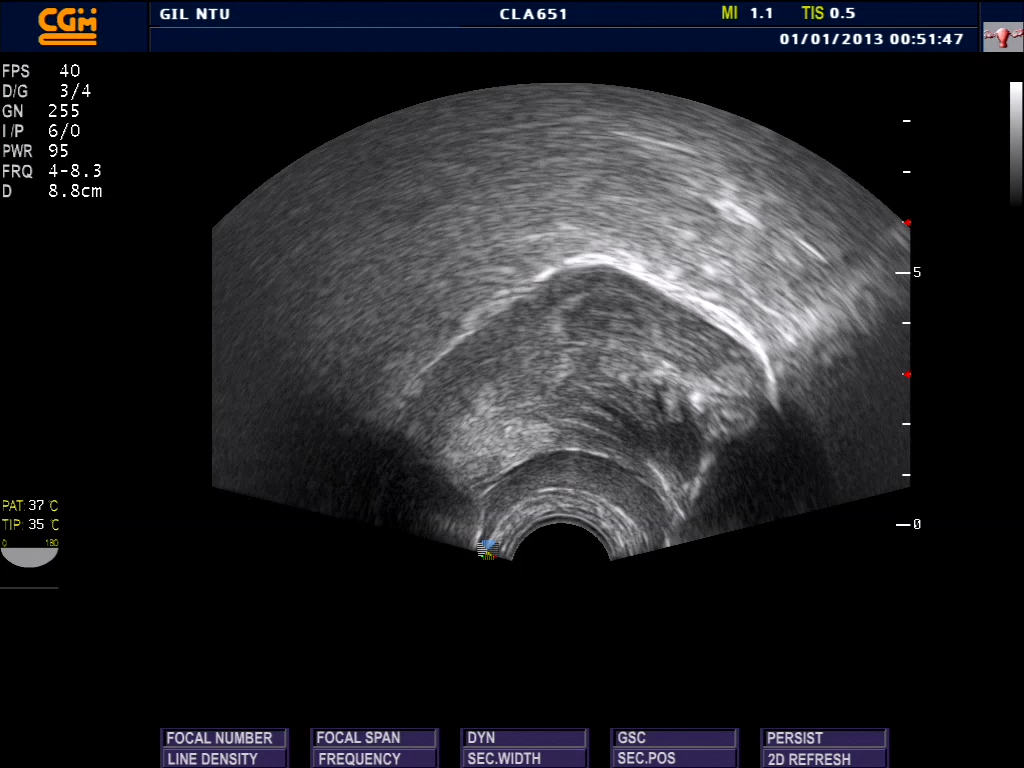 CGM
GIL NTU CLA651 MI 1.1 TIS 0.5
01/01/2013 00:51:47
FPS 40
D/G 3/4
GN 255
I/P 6/0
PWR 95
FRQ 4-8.3
D 8.8cm
5
PAT: 37 °C
TIP: 35 °C
0 180
0
FOCAL NUMBER FOCAL SPAN DYN GSC PERSIST
LINE DENSITY FREQUENCY SEC.WIDTH SEC.POS 2D REFRESH